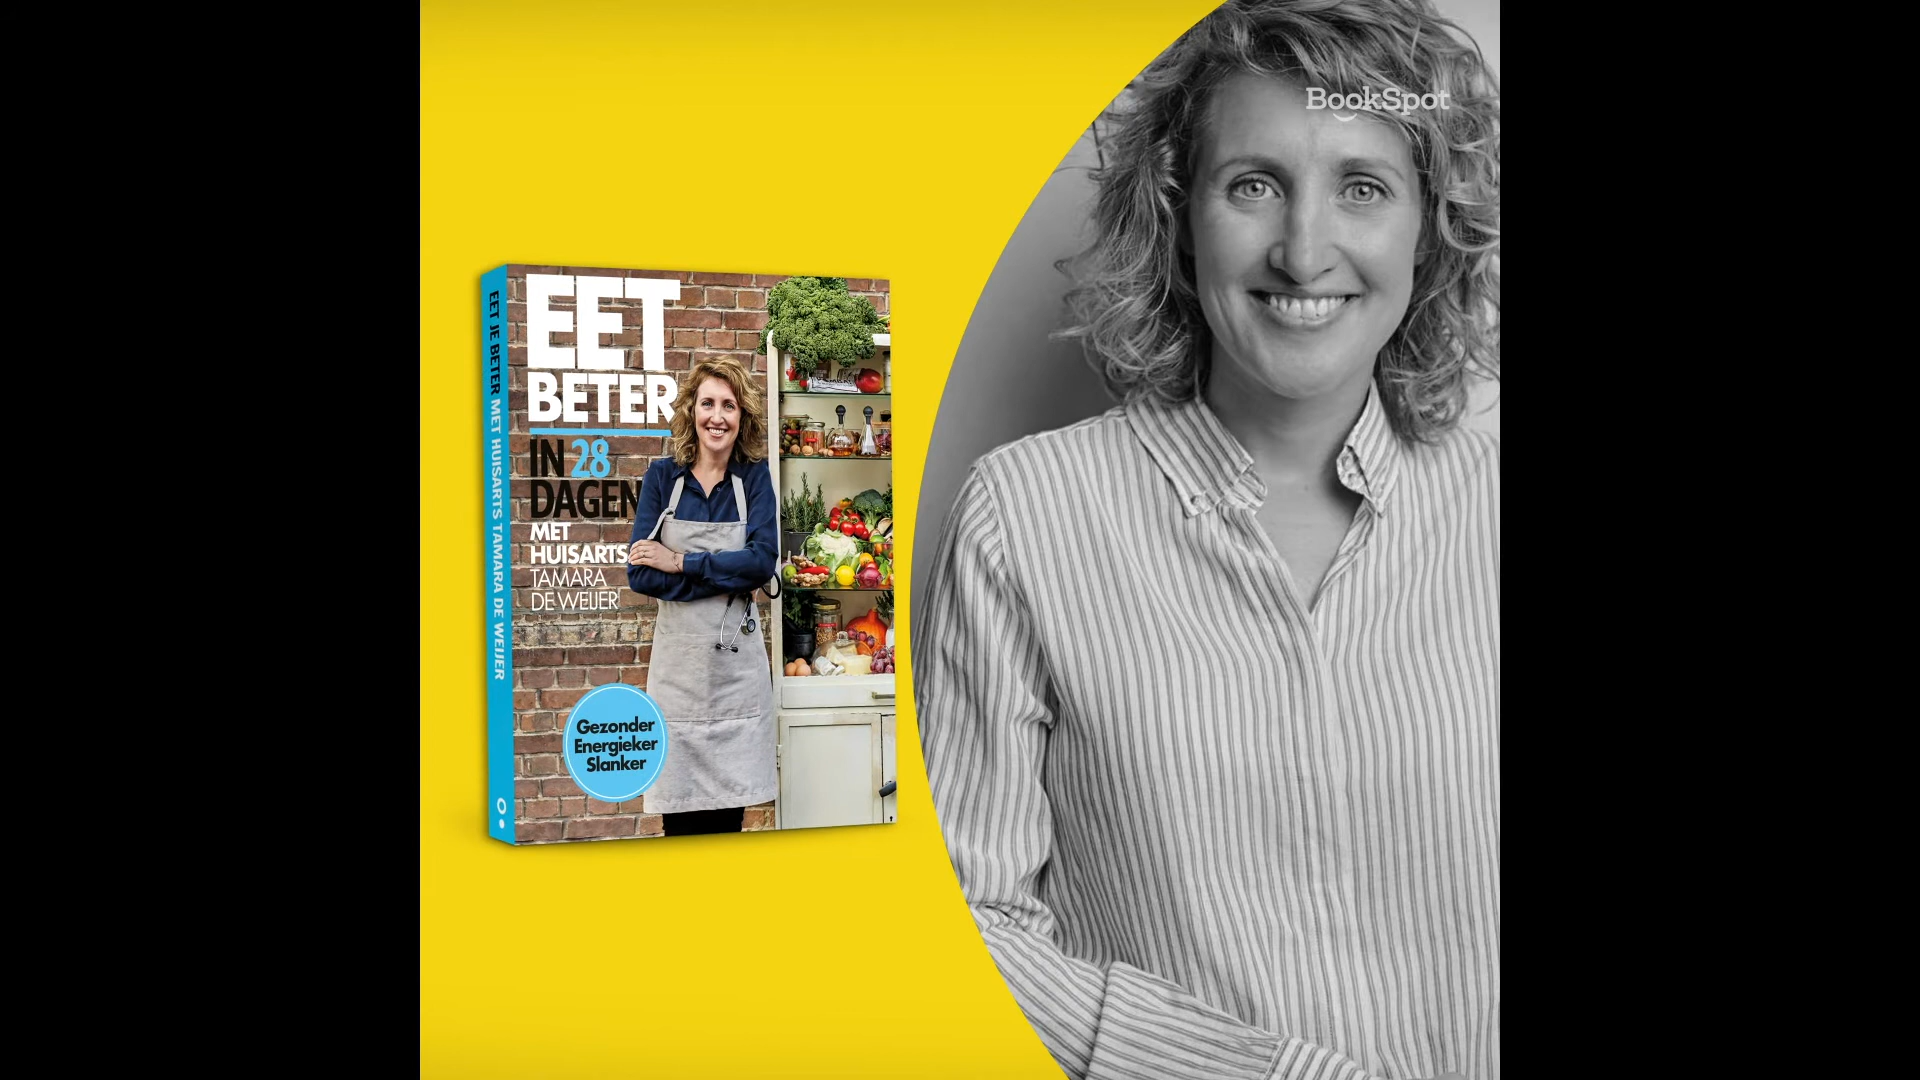 BookSpot
EET
BETER
IN 28
DAGEN
MET
HUISARTS
TAMARA
DE WEIJER
Gezonder
Energieker
Slanker
EET JE BETER MET HUISARTS TAMARA DE WEIJER